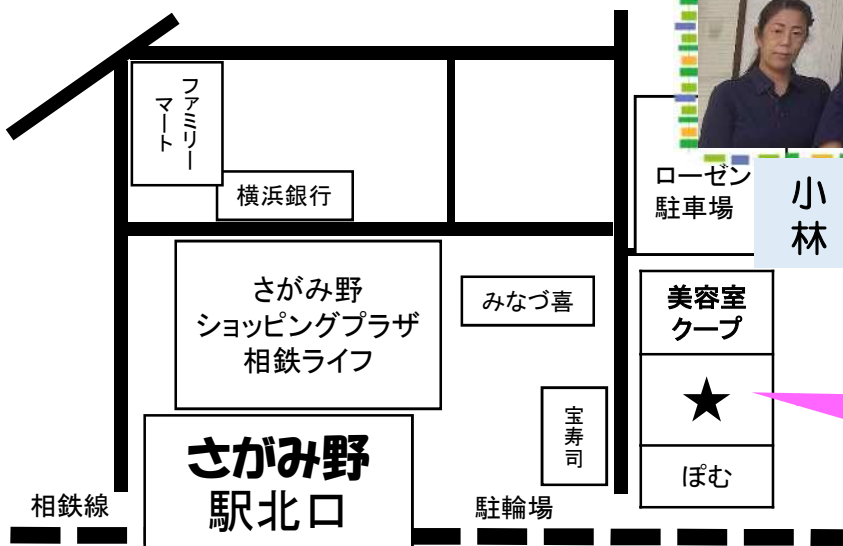 ファミリー
マート
横浜銀行
ローゼン
駐車場
小
林
さがみ野
ショッピングプラザ
相鉄ライフ
みなづ喜
美容室
クープ
★
宝寿司
ぽむ
さがみ野
駅北口
相鉄線
駐輪場